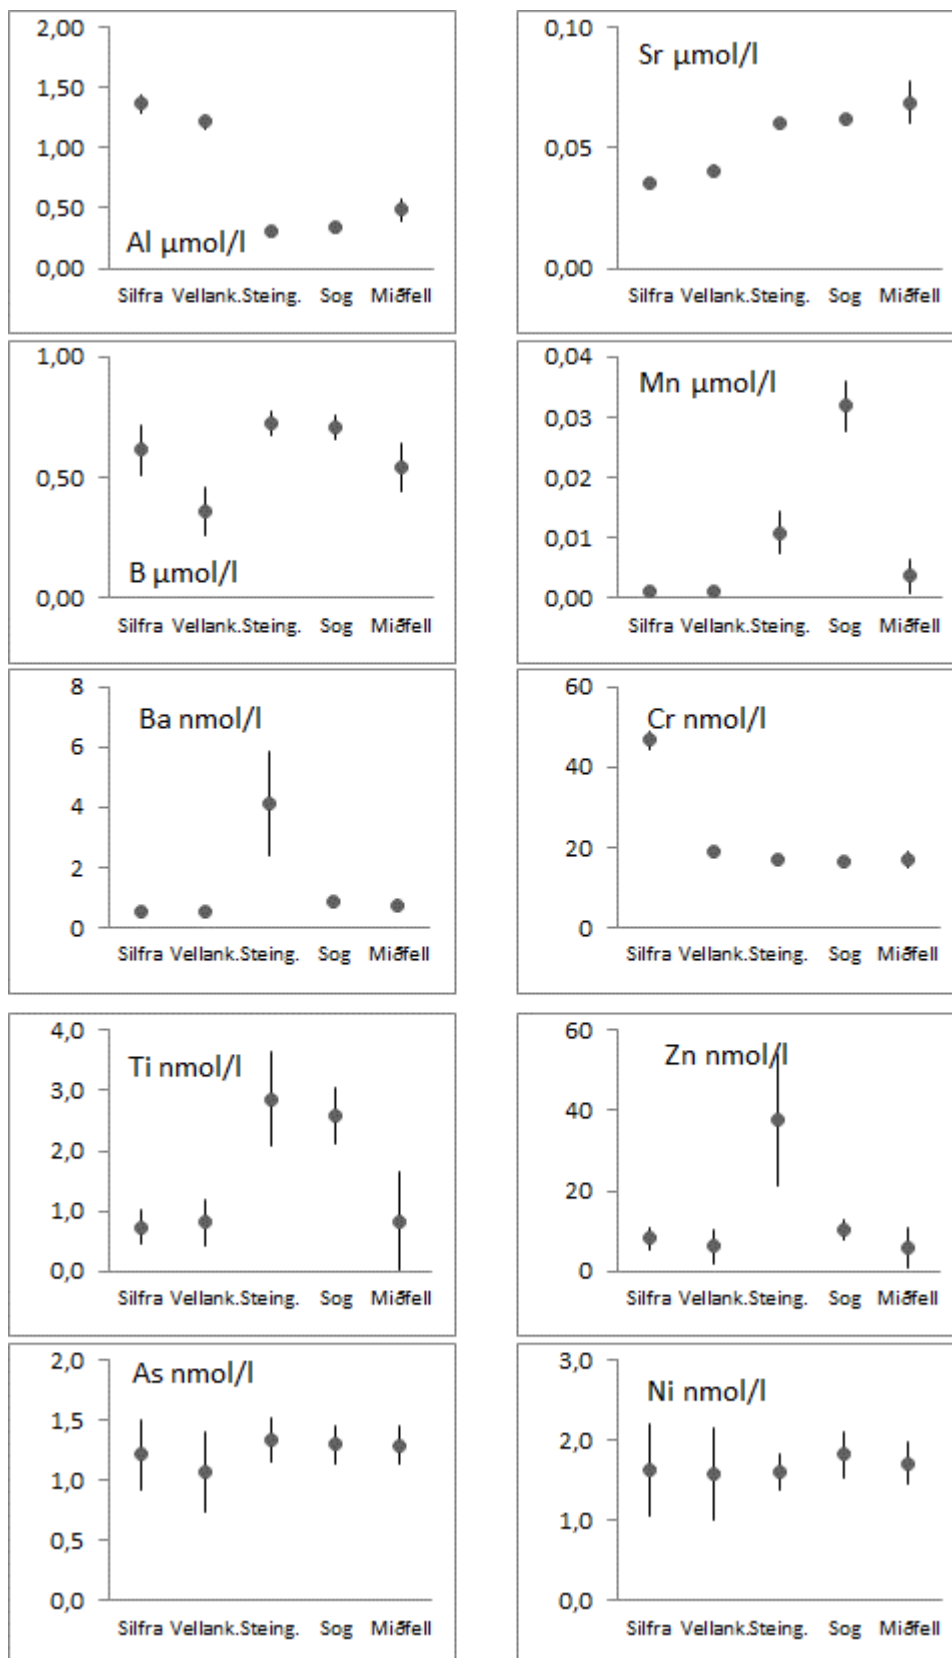 2,00
1,50
1,00
0,50
0,00
Al µmol/l
Silfra Vellank. Steing. Sog Miðfell
0,10
0,05
0,00
Sr µmol/l
Silfra Vellank. Steing. Sog Miðfell
1,00
0,50
0,00
B µmol/l
Silfra Vellank. Steing. Sog Miðfell
0,04
0,03
0,02
0,01
0,00
Mn µmol/l
Silfra Vellank. Steing. Sog Miðfell
8
6
4
2
0
Ba nmol/l
Silfra Vellank. Steing. Sog Miðfell
60
40
20
0
Cr nmol/l
Silfra Vellank. Steing. Sog Miðfell
4,0
3,0
2,0
1,0
0,0
Ti nmol/l
Silfra Vellank. Steing. Sog Miðfell
60
40
20
0
Zn nmol/l
Silfra Vellank. Steing. Sog Miðfell
2,0
1,5
1,0
0,5
0,0
As nmol/l
Silfra Vellank. Steing. Sog Miðfell
3,0
2,0
1,0
0,0
Ni nmol/l
Silfra Vellank. Steing. Sog Miðfell